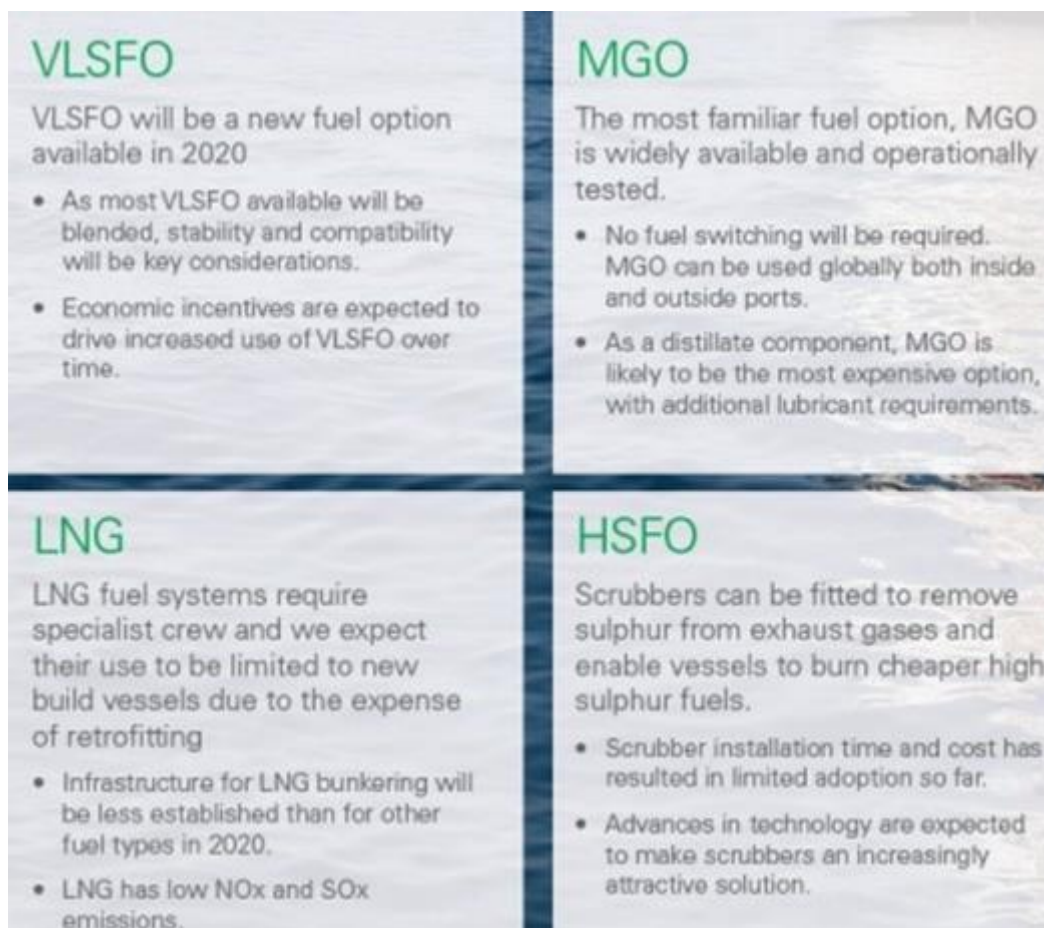 VLSFO
VLSFO will be a new fuel option
available in 2020
• As most VLSFO available will be
blended, stability and compatibility
will be key considerations.
• Economic incentives are expected to
drive increased use of VLSFO over
time.
MGO
The most familiar fuel option, MGO
is widely available and operationally
tested.
• No fuel switching will be required.
MGO can be used globally both inside
and outside ports.
• As a distillate component, MGO is
likely to be the most expensive option,
with additional lubricant requirements.
LNG
LNG fuel systems require
specialist crew and we expect
their use to be limited to new
build vessels due to the expense
of retrofitting
• Infrastructure for LNG bunkering will
be less established than for other
fuel types in 2020.
• LNG has low NOx and SOx
emissions.
HSFO
Scrubbers can be fitted to remove
sulphur from exhaust gases and
enable vessels to burn cheaper high
sulphur fuels.
• Scrubber installation time and cost has
resulted in limited adoption so far.
• Advances in technology are expected
to make scrubbers an increasingly
attractive solution.